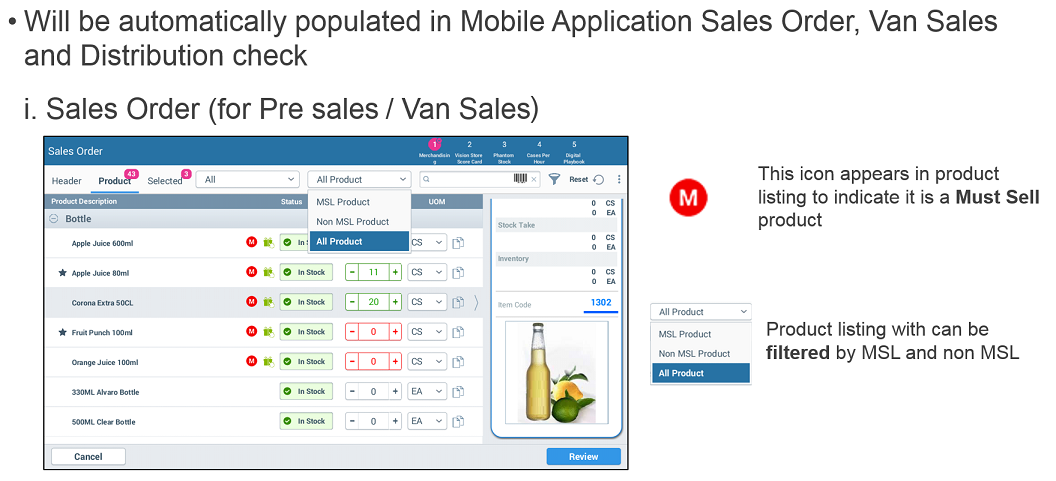 • Will be automatically populated in Mobile Application Sales Order, Van Sales
and Distribution check
i. Sales Order (for Pre sales / Van Sales)
Sales Order
1 2 3 4 5
Merchandisin
g
Vision Store
Score Card
Phantom
Stock
Cases Per
Hour
Digital
Playbook
Header Product 43 Selected 3 All All Product × Reset
Product Description Status UOM
MSL Product
Non MSL Product
All Product
Bottle
Apple Juice 600ml M In S CS
Apple Juice 80ml M In Stock - 11 + CS
Corona Extra 50CL M In Stock - 20 + CS
Fruit Punch 100ml M In Stock - 0 + CS
Orange Juice 100ml M In Stock - 0 + CS
330ML Alvaro Bottle In Stock - 0 + EA
500ML Clear Bottle In Stock - 0 + EA
0 CS
0 EA
Stock Take
0 CS
0 EA
Inventory
0 CS
0 EA
Item Code 1302
Cancel Review
M
This icon appears in product
listing to indicate it is a Must Sell
product
All Product
MSL Product
Non MSL Product
All Product
Product listing with can be
filtered by MSL and non MSL